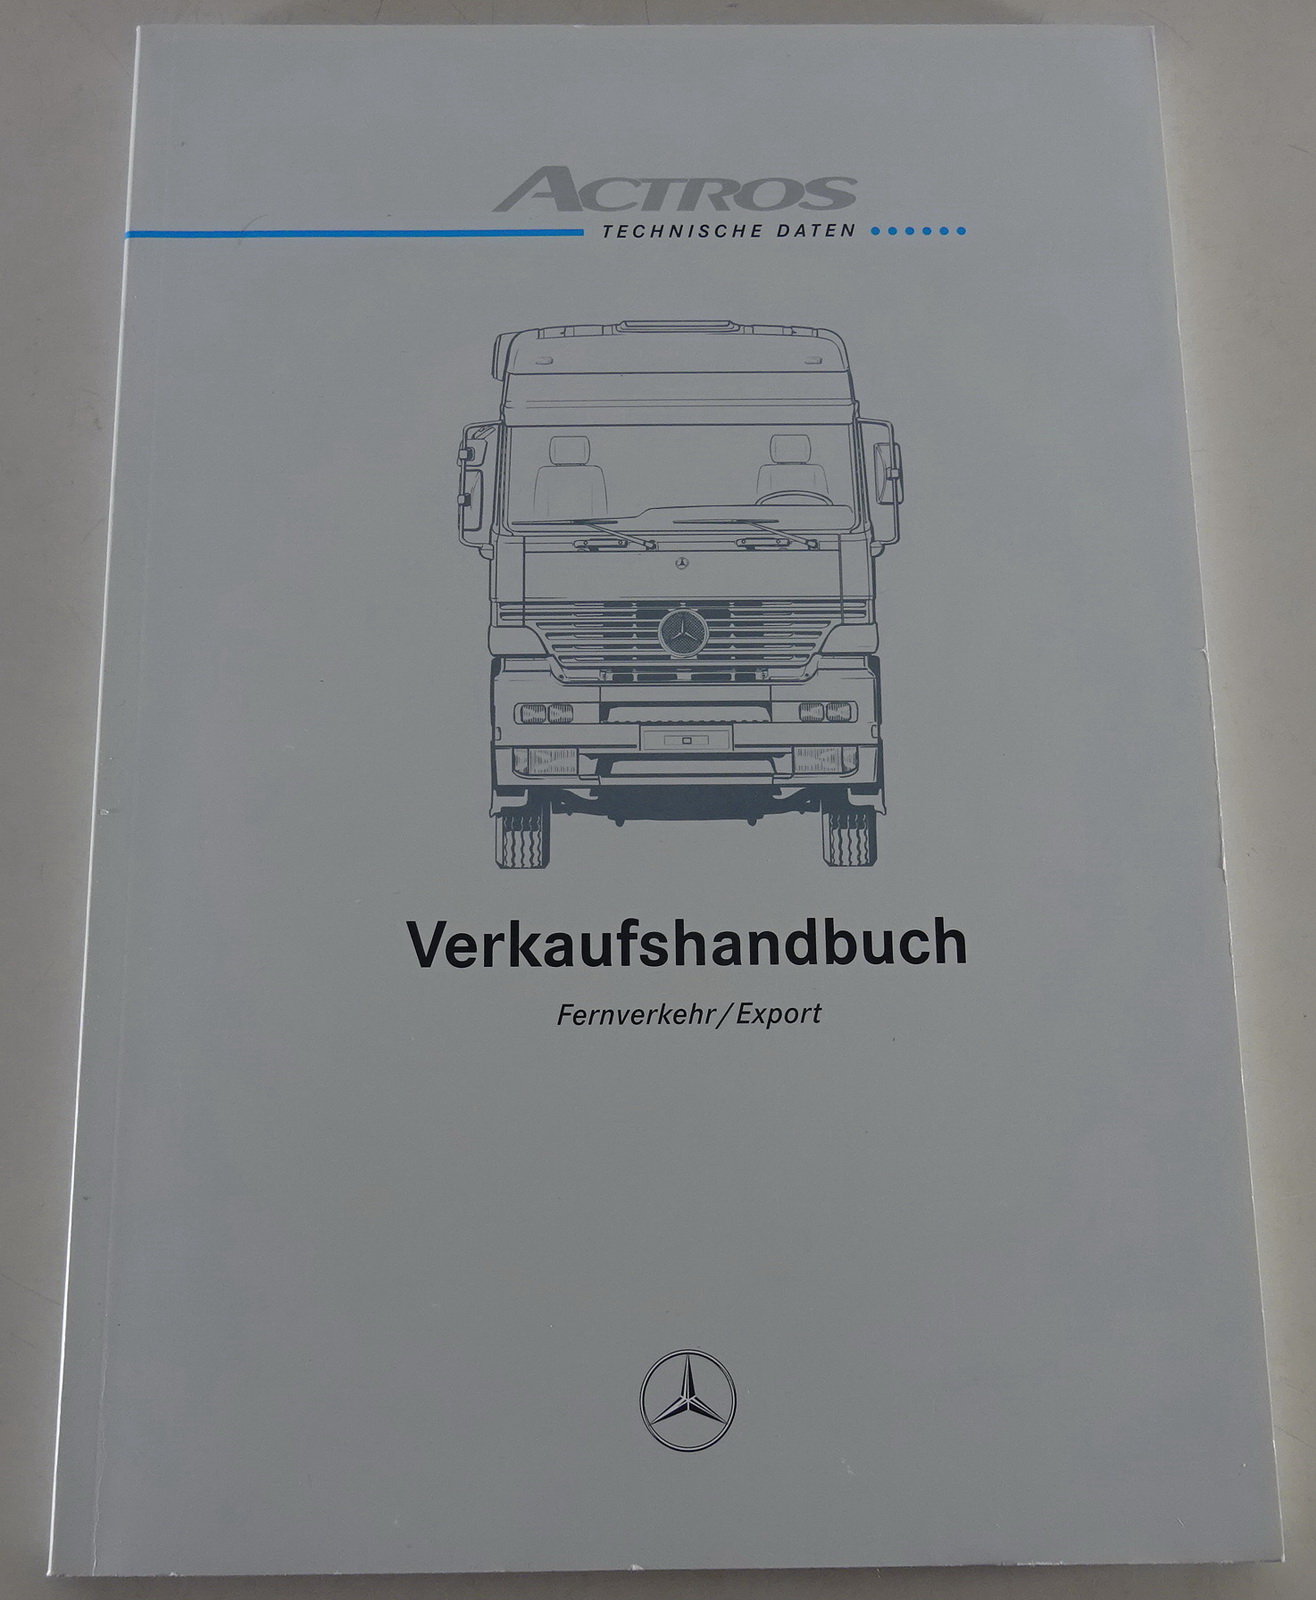 ACTROS
TECHNISCHE DATEN
Verkaufshandbuch
Fernverkehr/Export